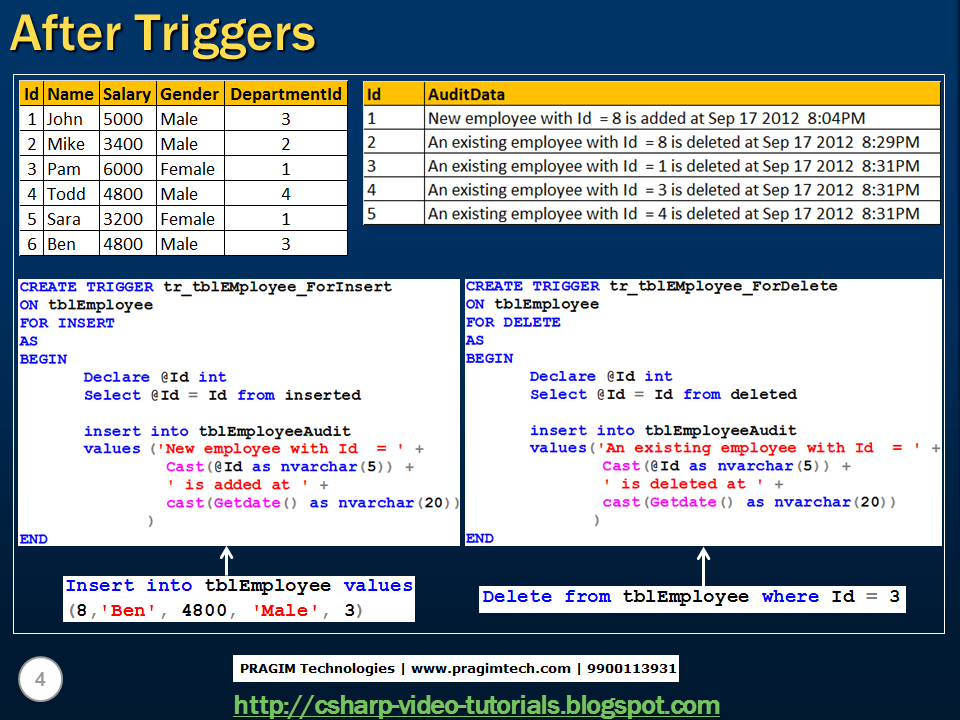 After Triggers
Id Name Salary Gender DepartmentId
1 John 5000 Male 3
2 Mike 3400 Male 2
3 Pam 6000 Female 1
4 Todd 4800 Male 4
5 Sara 3200 Female 1
6 Ben 4800 Male 3
Id AuditData
1 New employee with Id  = 8 is added at Sep 17 2012  8:04PM
2 An existing employee with Id  = 8 is deleted at Sep 17 2012  8:29PM
3 An existing employee with Id  = 1 is deleted at Sep 17 2012  8:31PM
4 An existing employee with Id  = 3 is deleted at Sep 17 2012  8:31PM
5 An existing employee with Id  = 4 is deleted at Sep 17 2012  8:31PM
CREATE TRIGGER tr_tblEMployee_ForInsert
ON tblEmployee
FOR INSERT
AS
BEGIN
Declare @Id int
Select @Id = Id from inserted
insert into tblEmployeeAudit
values ('New employee with Id  = ' +
Cast(@Id as nvarchar(5)) +
' is added at ' +
cast(Getdate() as nvarchar(20))
)
END
CREATE TRIGGER tr_tblEMployee_ForDelete
ON tblEmployee
FOR DELETE
AS
BEGIN
Declare @Id int
Select @Id = Id from deleted
insert into tblEmployeeAudit
values('An existing employee with Id  = ' +
Cast(@Id as nvarchar(5)) +
' is deleted at ' +
cast(Getdate() as nvarchar(20))
)
END
Insert into tblEmployee values
(8,'Ben', 4800, 'Male', 3)
Delete from tblEmployee where Id = 3
4
PRAGIM Technologies | www.pragimtech.com | 9900113931
http://csharp-video-tutorials.blogspot.com